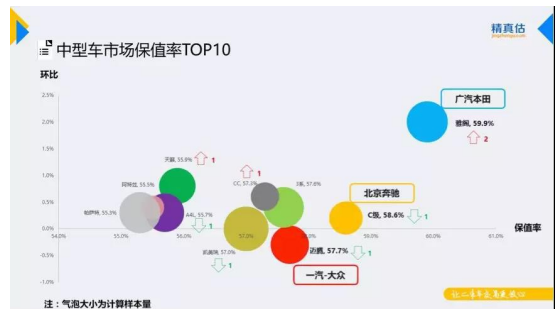 精真估
jingzhengu.com
中型车市场保值率TOP10
环比
2.5%
2.0%
1.5%
1.0%
0.5%
0.0%
-0.5%
-1.0%
广汽本田
雅阁, 59.9%
2
天籁, 55.9%
1
1
CC, 57.3%
3系, 57.6%
阿特兹, 55.5%
帕萨特, 55.3%
A4L, 55.7%
1
北京奔驰
C级, 58.6%
1
保值率
54.0%
55.0%
56.0%
57.0%
58.0%
59.0%
60.0%
61.0%
凯美瑞, 57.0%
1
迈腾, 57.7%
1
一汽-大众
注：气泡大小为计算样本量